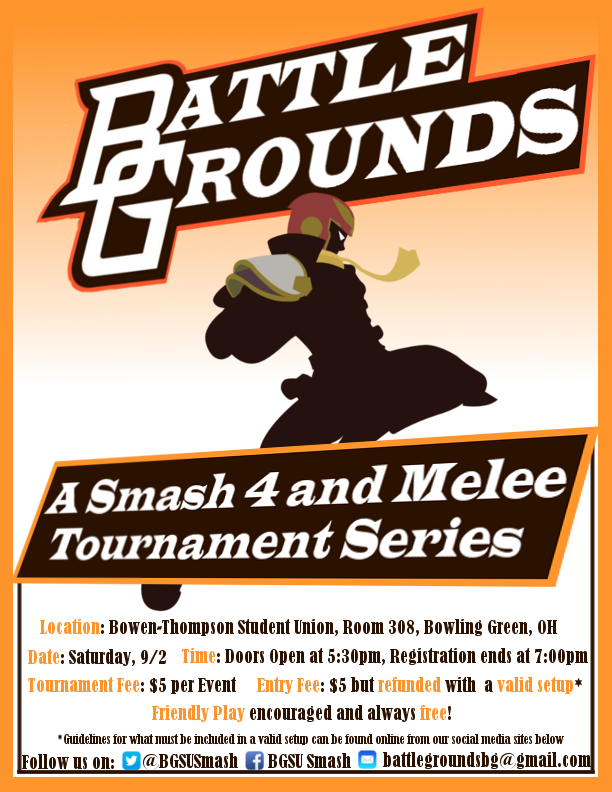 BATTLE
GROUNDS
A Smash 4 and Melee
Tournament Series
Location: Bowen-Thompson Student Union, Room 308, Bowling Green, OH
Date: Saturday, 9/2 Time: Doors Open at 5:30pm, Registration ends at 7:00pm
Tournament Fee: $5 per Event Entry Fee: $5 but refunded with a valid setup*
Friendly Play encouraged and always free!
*Guidelines for what must be included in a valid setup can be found online from our social media sites below
Follow us on: @BGSUSmash BGSU Smash battlegroundsbg@gmail.com